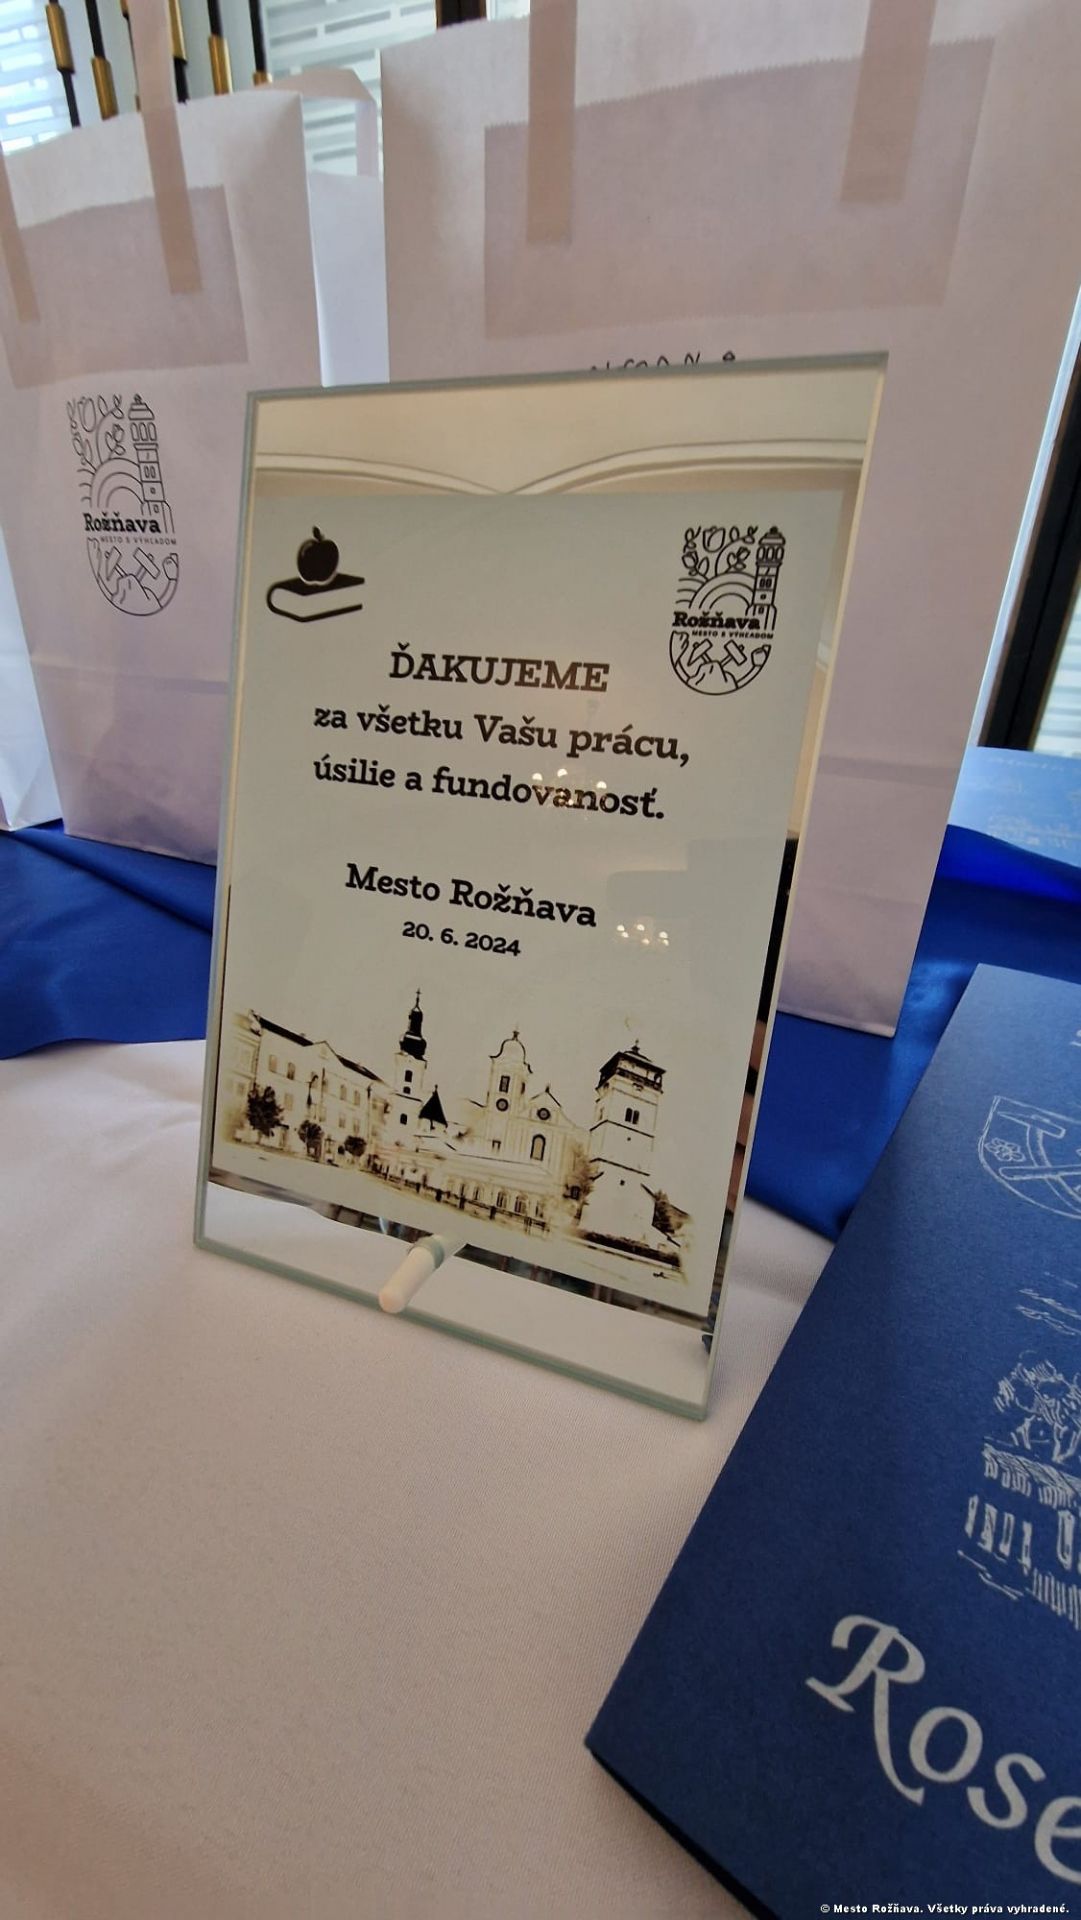 Rožňava
MESTO S VÝHĽADOM
Rožňava
MESTO S VÝHĽADOM
ĎAKUJEME
za všetku Vašu prácu,
úsilie a fundovanosť.
Mesto Rožňava
20. 6. 2024
Rose
© Mesto Rožňava. Všetky práva vyhradené.